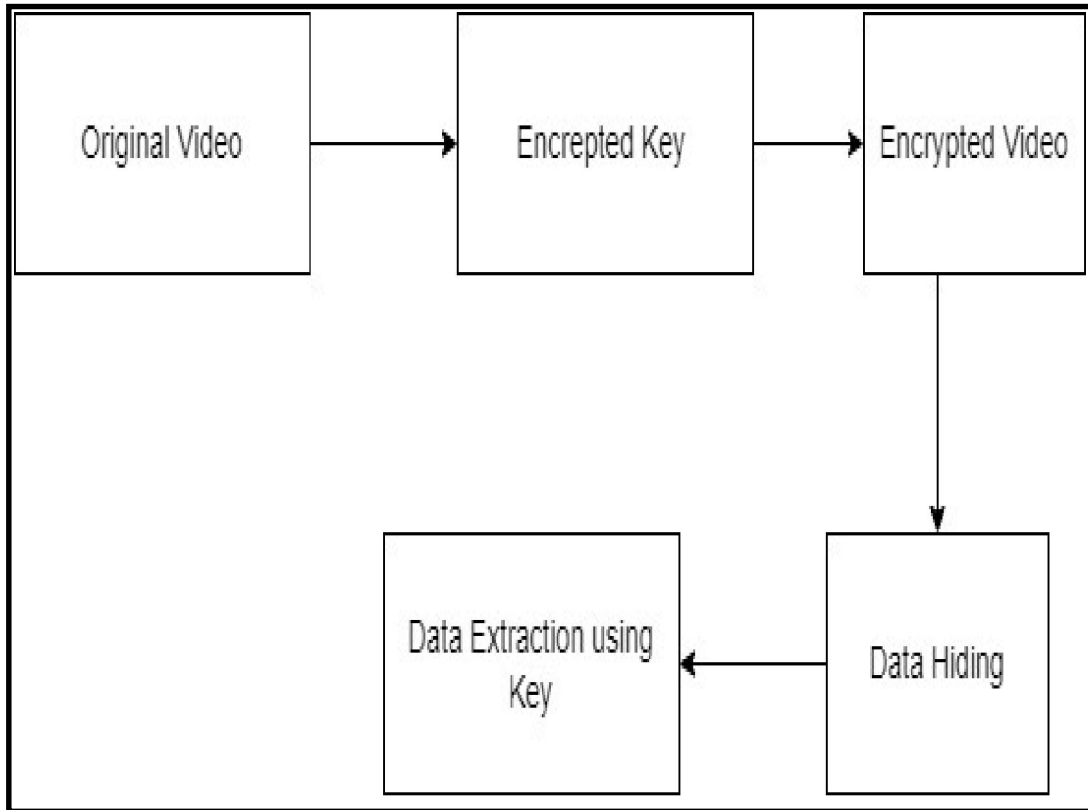 Original Video
Encrepted Key
Encrypted Video
Data Extraction using
Key
Data Hiding